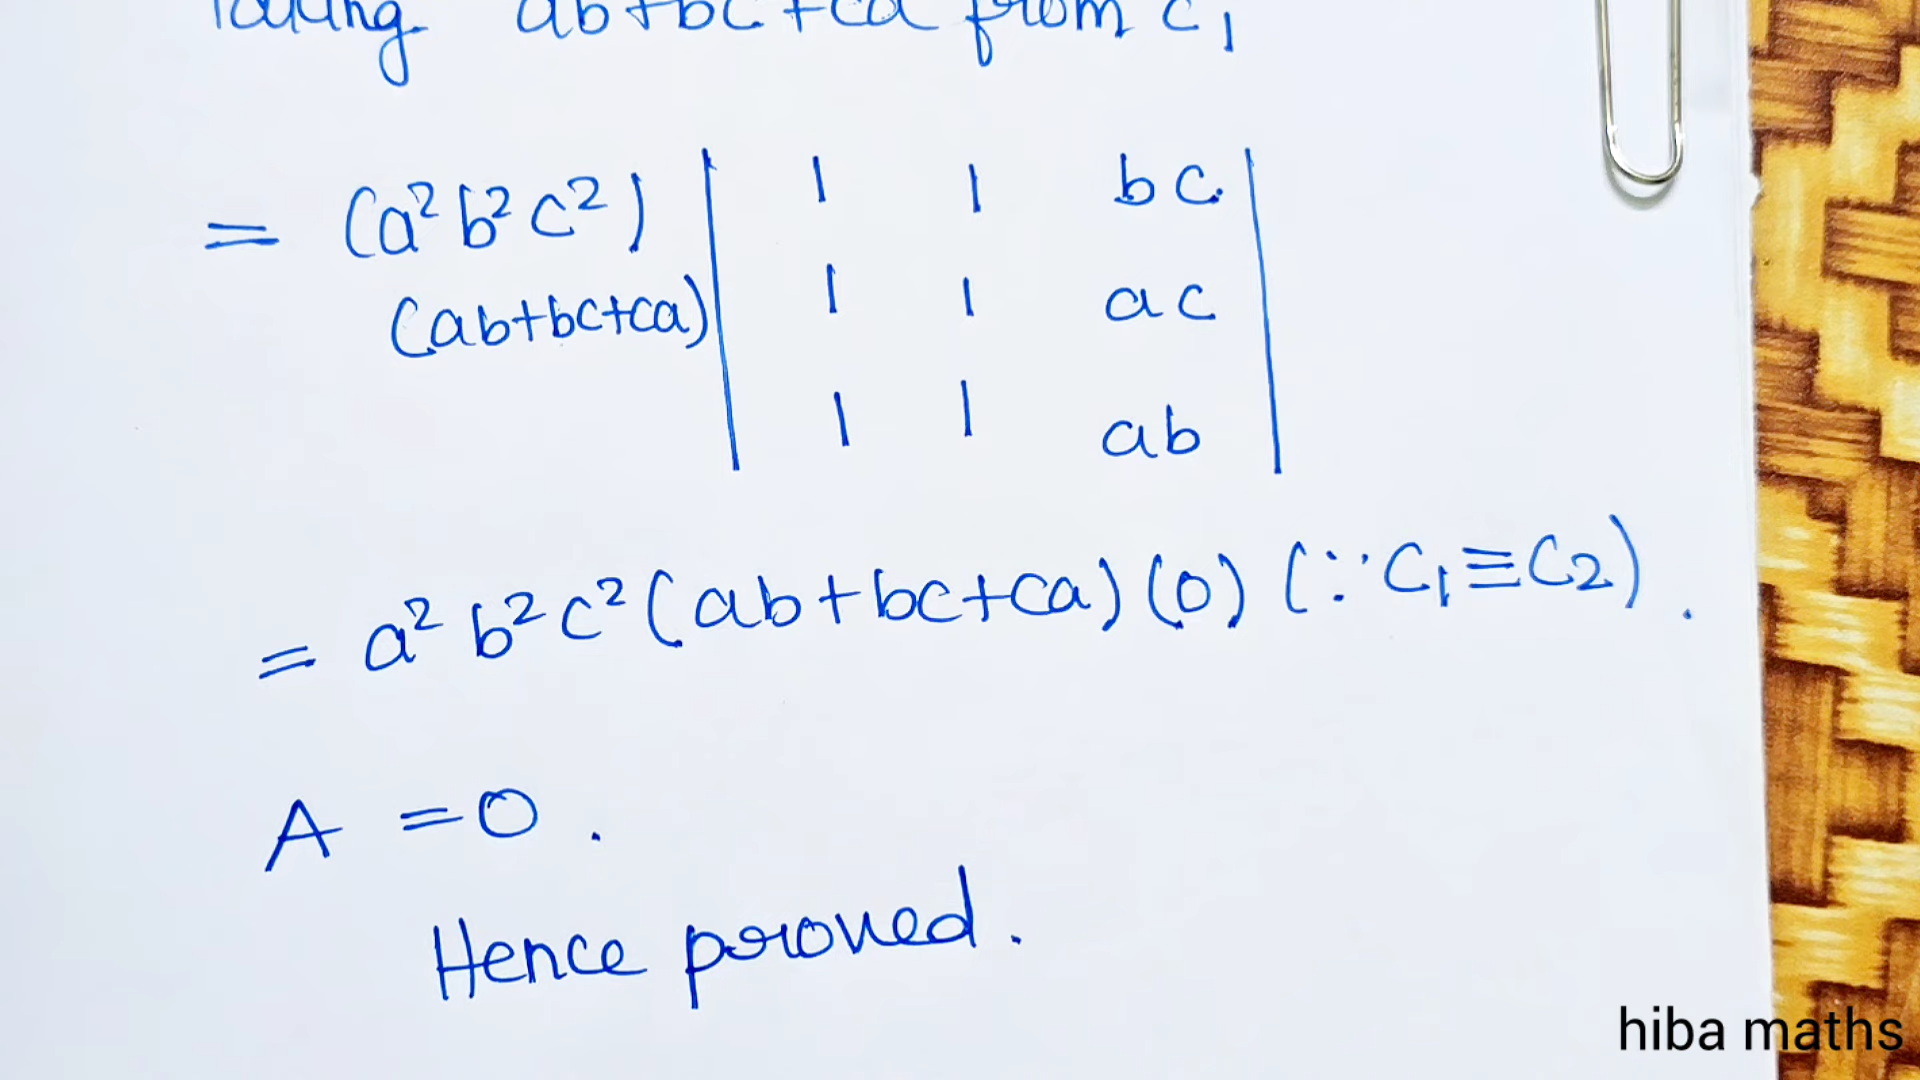 Taking ab+bc+ca from C₁
= (a²b²c²) | 1 1 bc |
(ab+bc+ca) | 1 1 ac |
| 1 1 ab |
= a²b²c²(ab+bc+ca)(0) (∵C₁≡C₂).
A =0.
Hence proved.
hiba maths